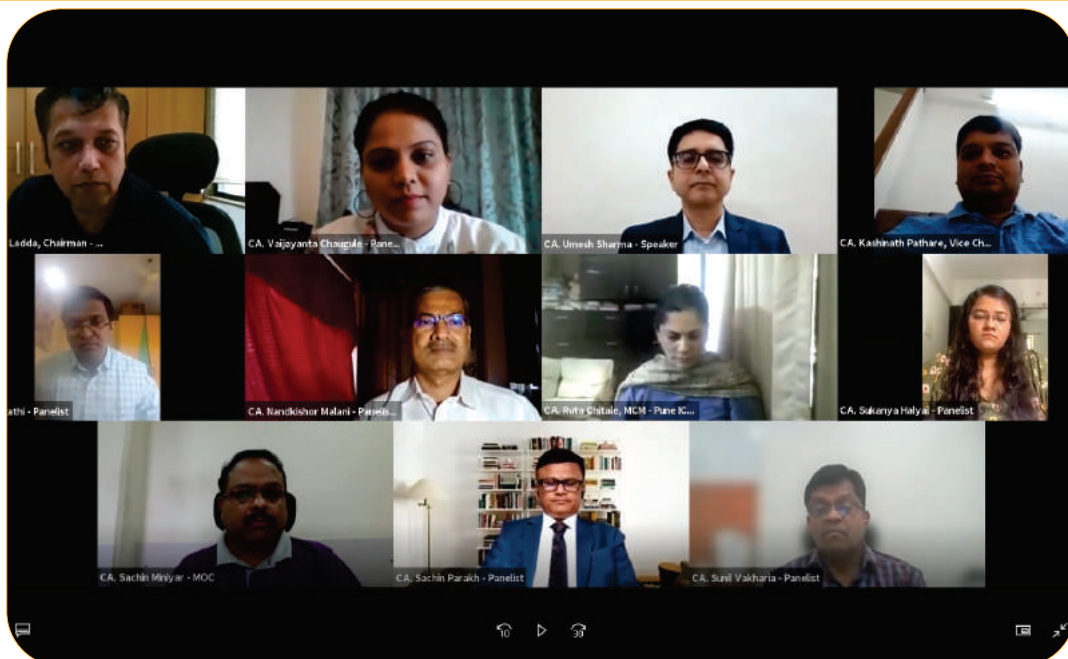 Ladda, Chairman - ...
CA. Vaijayanta Chaugule - Pane...
CA. Umesh Sharma - Speaker
CA. Kashinath Pathare, Vice Ch...
athi - Panelist
CA. Nandkishor Malani - Panelis...
CA. Ruta Chitale, MCM - Pune IC...
CA. Sukanya Halyal - Panelist
CA. Sachin Miniyar - MOC
CA. Sachin Parakh - Panelist
CA. Sunil Vakharia - Panelist
10
30